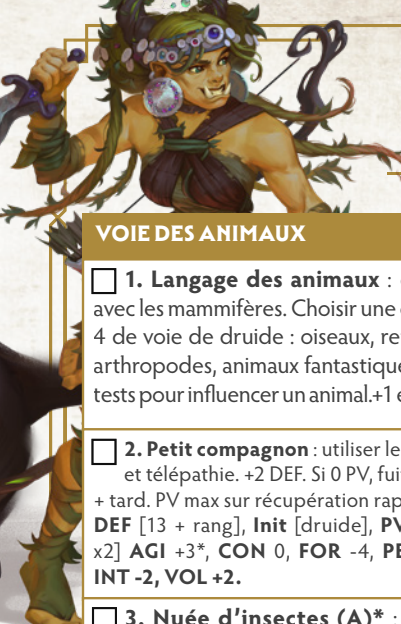 VOIE DES ANIMAUX
1. Langage des animaux :
avec les mammifères. Choisir une
4 de voie de druide : oiseaux, re
arthropodes, animaux fantastique
tests pour influencer un animal.+1
2. Petit compagnon : utiliser le
et télépathie. +2 DEF. Si 0 PV, fui
+ tard. PV max sur récupération rap
DEF [13 + rang], Init [druide], PV
x2] AGI +3*, CON 0, FOR -4, PE
INT -2, VOL +2.
3. Nuée d'insectes (A)* :